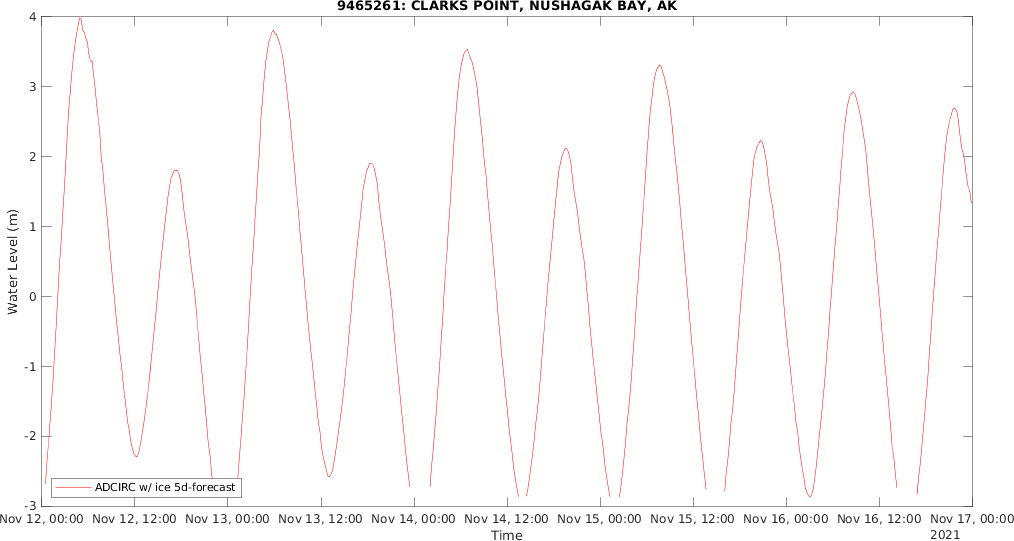 9465261: CLARKS POINT, NUSHAGAK BAY, AK
4
3
2
1
0
-1
-2
-3
Water Level (m)
ADCIRC w/ ice 5d-forecast
Nov 12, 00:00 Nov 12, 12:00 Nov 13, 00:00 Nov 13, 12:00 Nov 14, 00:00 Nov 14, 12:00 Nov 15, 00:00 Nov 15, 12:00 Nov 16, 00:00 Nov 16, 12:00 Nov 17, 00:00
Time
2021